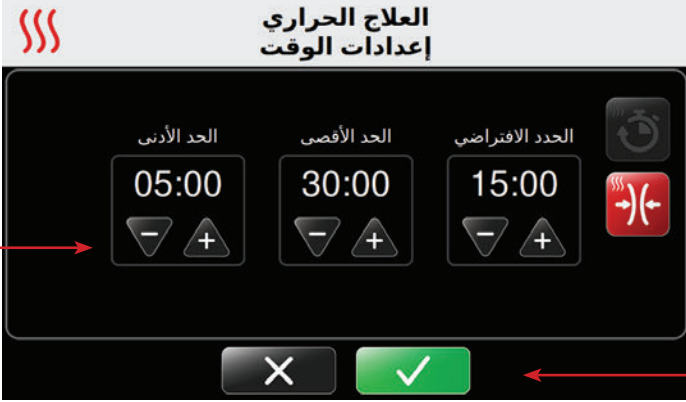 العلاج الحراري
إعدادات الوقت
الحدد الافتراضي
الحد الأقصى
الحد الأدنى
15:00
30:00
05:00
- +
- +
- +